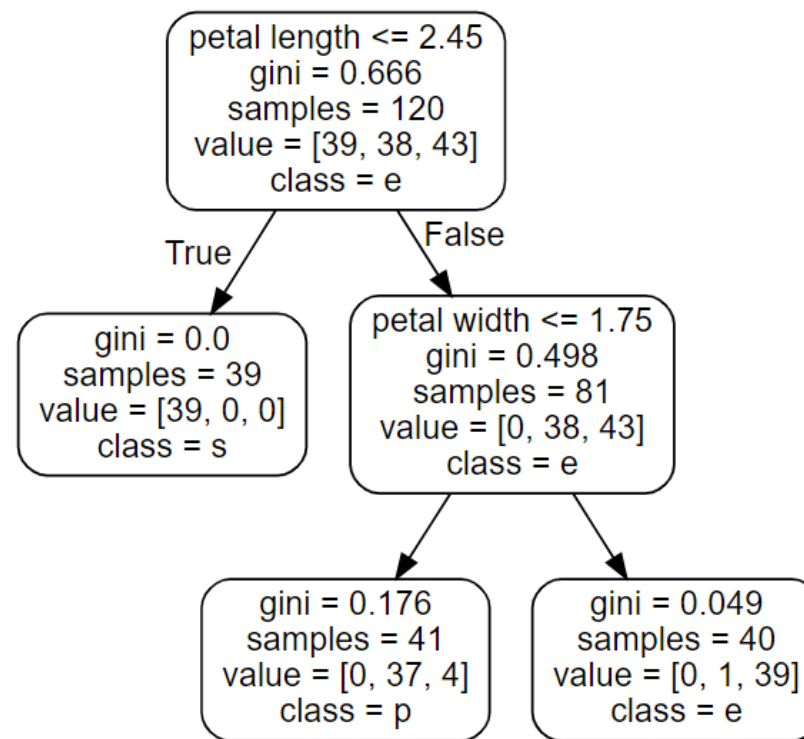 petal length <= 2.45
gini = 0.666
samples = 120
value = [39, 38, 43]
class = e
True
False
gini = 0.0
samples = 39
value = [39, 0, 0]
class = s
petal width <= 1.75
gini = 0.498
samples = 81
value = [0, 38, 43]
class = e
gini = 0.176
samples = 41
value = [0, 37, 4]
class = p
gini = 0.049
samples = 40
value = [0, 1, 39]
class = e